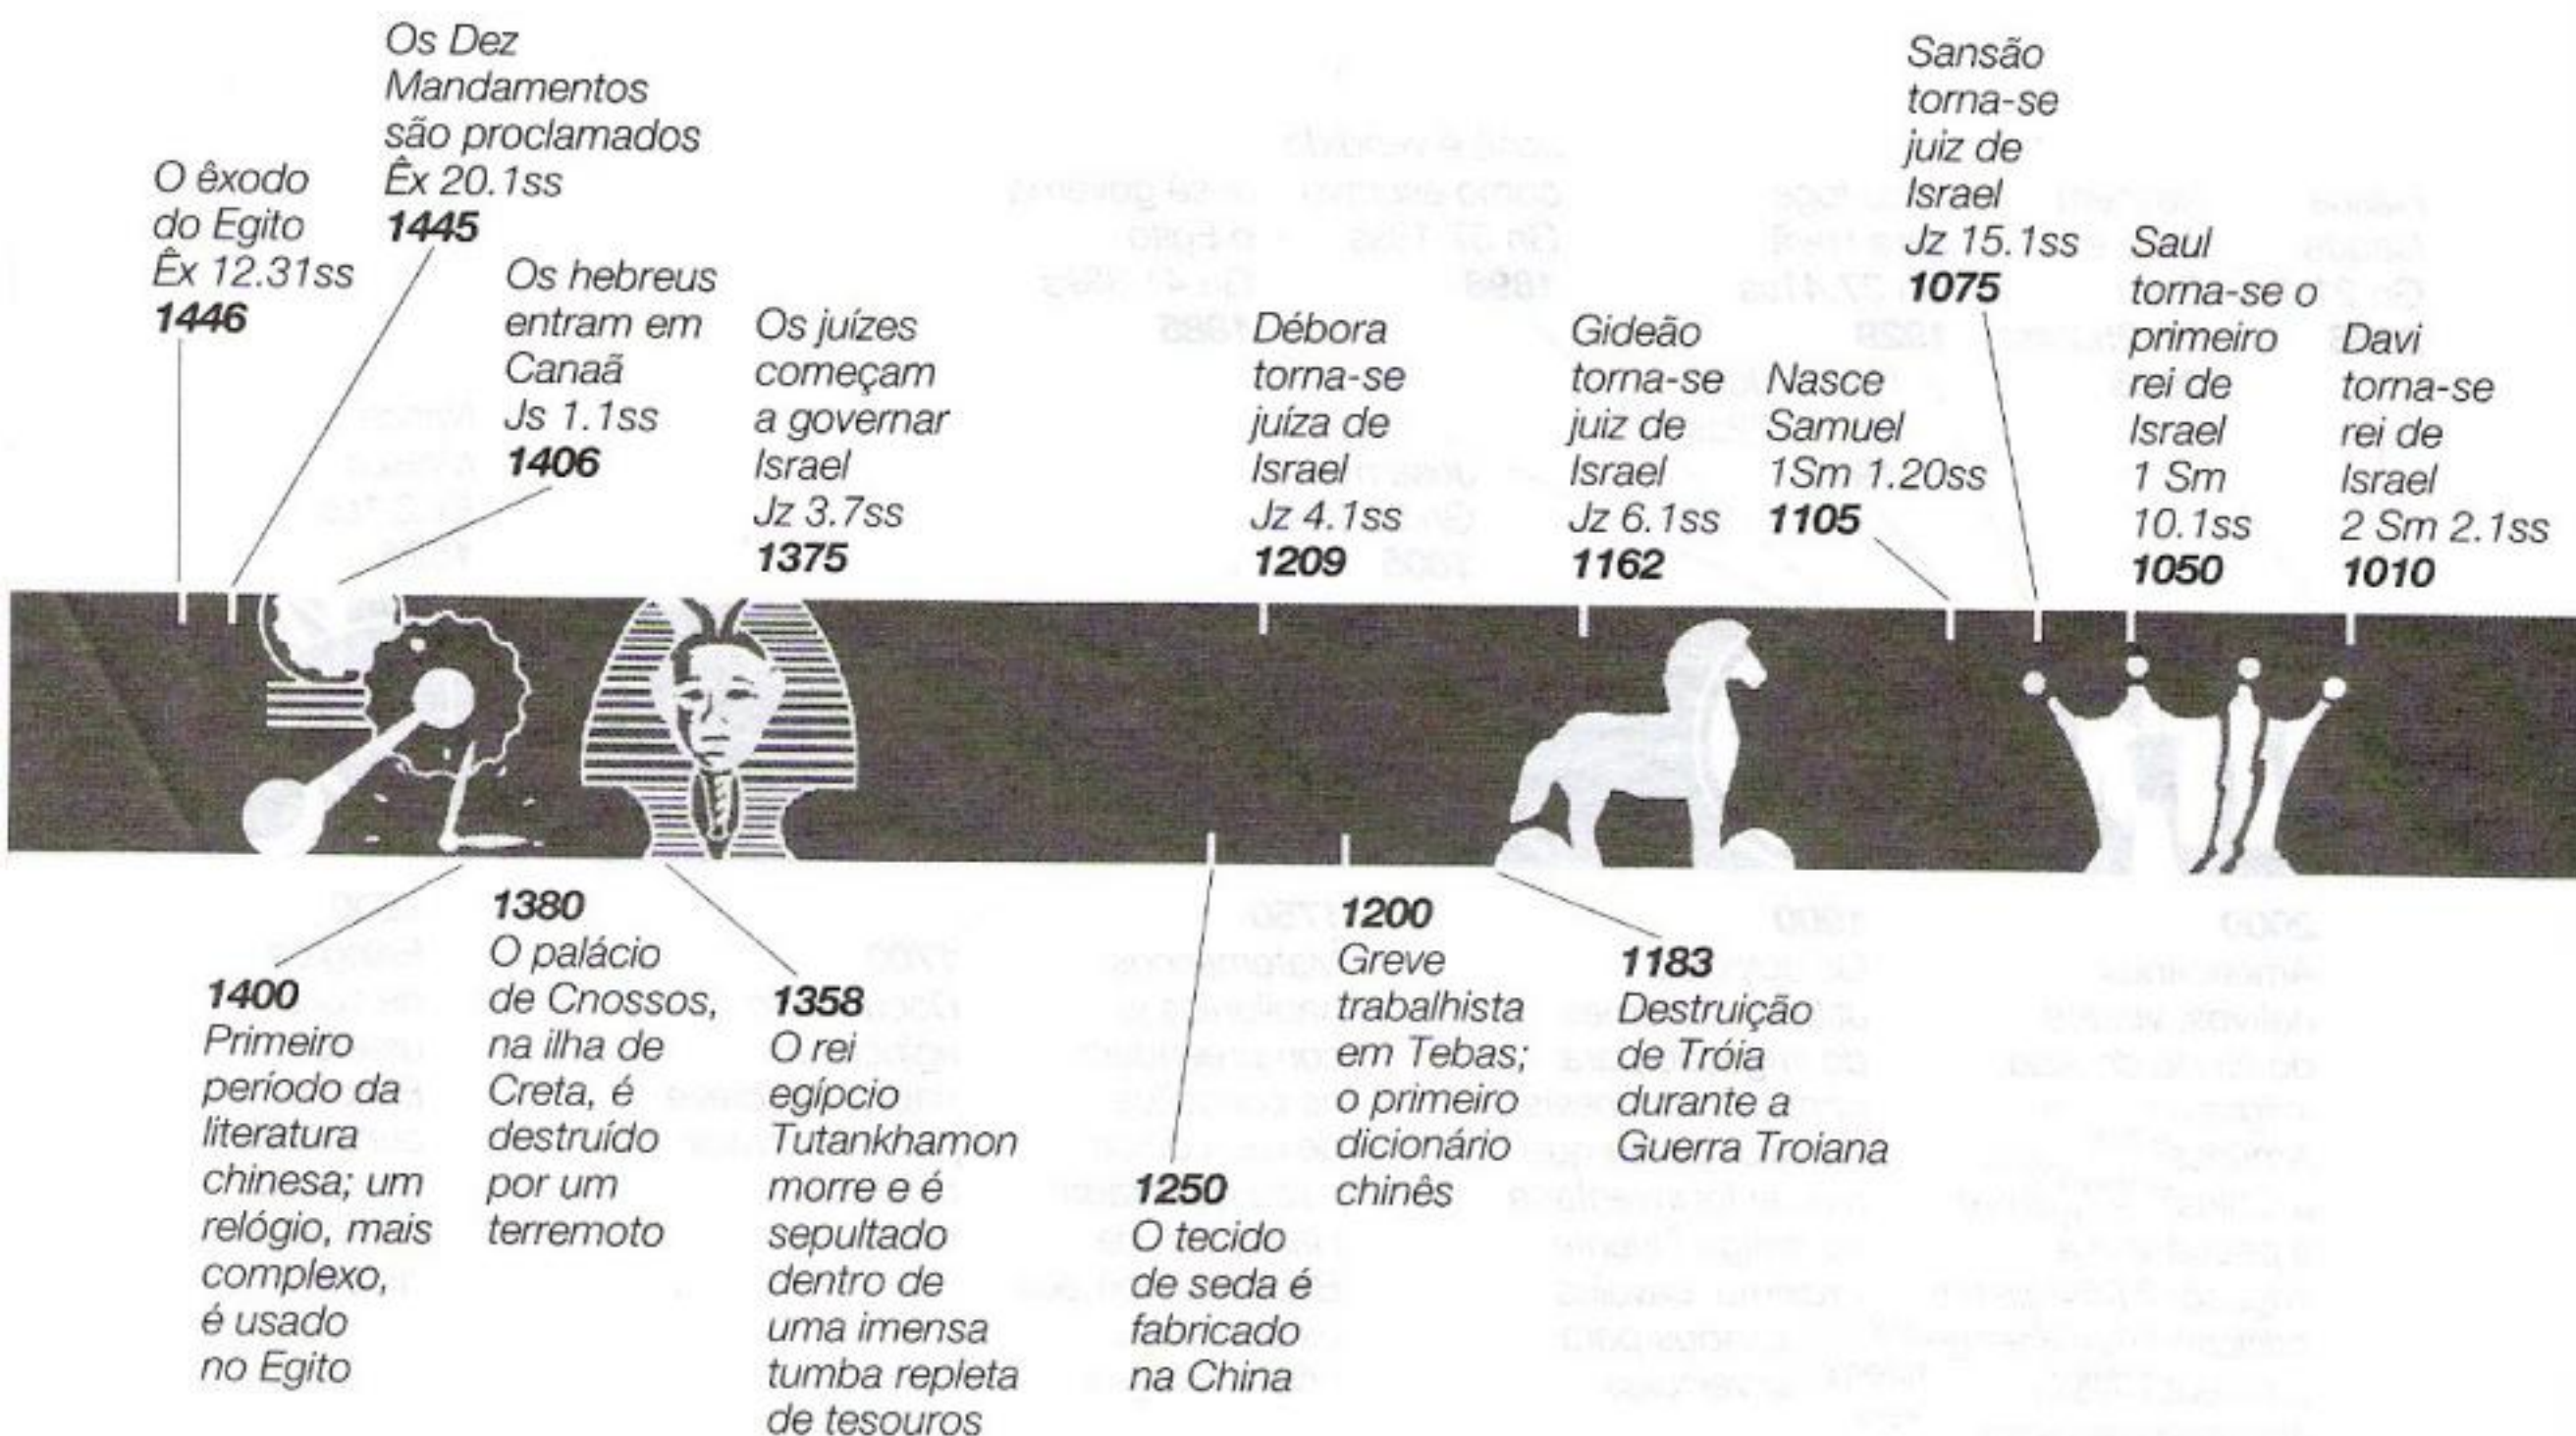 O êxodo
do Egito
Êx 12.31ss
1446
Os Dez
Mandamentos
são proclamados
Êx 20.1ss
1445
Os hebreus
entram em
Canaã
Js 1.1ss
1406
Os juízes
começam
a governar
Israel
Jz 3.7ss
1375
Débora
torna-se
juíza de
Israel
Jz 4.1ss
1209
Gideão
torna-se
juiz de
Israel
Jz 6.1ss
1162
Nasce
Samuel
1Sm 1.20ss
1105
Sansão
torna-se
juiz de
Israel
Jz 15.1ss
1075
Saul
torna-se o
primeiro
rei de
Israel
1 Sm
10.1ss
1050
Davi
torna-se
rei de
Israel
2 Sm 2.1ss
1010
1400
Primeiro
período da
literatura
chinesa; um
relógio, mais
complexo,
é usado
no Egito
1380
O palácio
de Cnossos,
na ilha de
Creta, é
destruído
por um
terremoto
1358
O rei
egípcio
Tutankhamon
morre e é
sepultado
dentro de
uma imensa
tumba repleta
de tesouros
1250
O tecido
de seda é
fabricado
na China
1200
Greve
trabalhista
em Tebas;
o primeiro
dicionário
chinês
1183
Destruição
de Tróia
durante a
Guerra Troiana